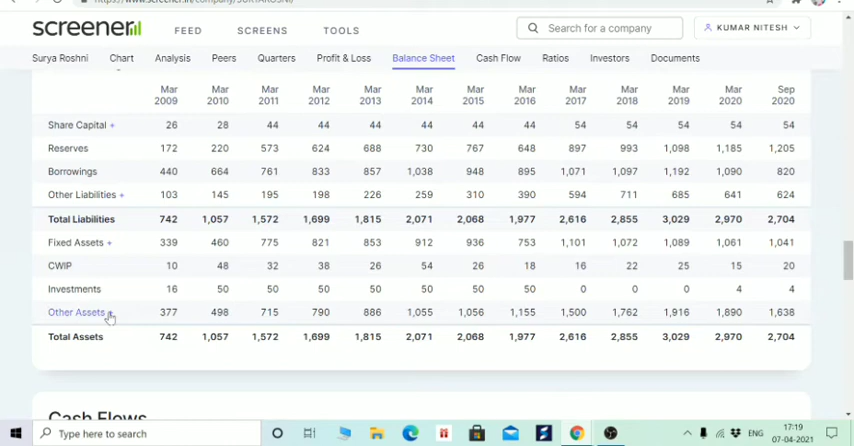 screener
FEED
SCREENS
TOOLS
Search for a company
KUMAR NITESH
Surya Roshni Chart Analysis Peers Quarters Profit & Loss Balance Sheet Cash Flow Ratios Investors Documents
Mar 2009 Mar 2010 Mar 2011 Mar 2012 Mar 2013 Mar 2014 Mar 2015 Mar 2016 Mar 2017 Mar 2018 Mar 2019 Mar 2020 Sep 2020
Share Capital + 26 28 44 44 44 44 44 44 54 54 54 54 54
Reserves 172 220 573 624 688 730 767 648 897 993 1,098 1,185 1,205
Borrowings 440 664 761 833 857 1,038 948 895 1,071 1,097 1,192 1,090 820
Other Liabilities + 103 145 195 198 226 259 310 390 594 711 685 641 624
Total Liabilities 742 1,057 1,572 1,699 1,815 2,071 2,068 1,977 2,616 2,855 3,029 2,970 2,704
Fixed Assets + 339 460 775 821 853 912 936 753 1,101 1,072 1,089 1,061 1,041
CWIP 10 48 32 38 26 54 26 18 16 22 25 15 20
Investments 16 50 50 50 50 50 50 50 0 0 0 4 4
Other Assets 377 498 715 790 886 1,055 1,056 1,155 1,500 1,762 1,916 1,890 1,638
Total Assets 742 1,057 1,572 1,699 1,815 2,071 2,068 1,977 2,616 2,855 3,029 2,970 2,704
Cash Flows
Type here to search
ENG
17:19
07-04-2021